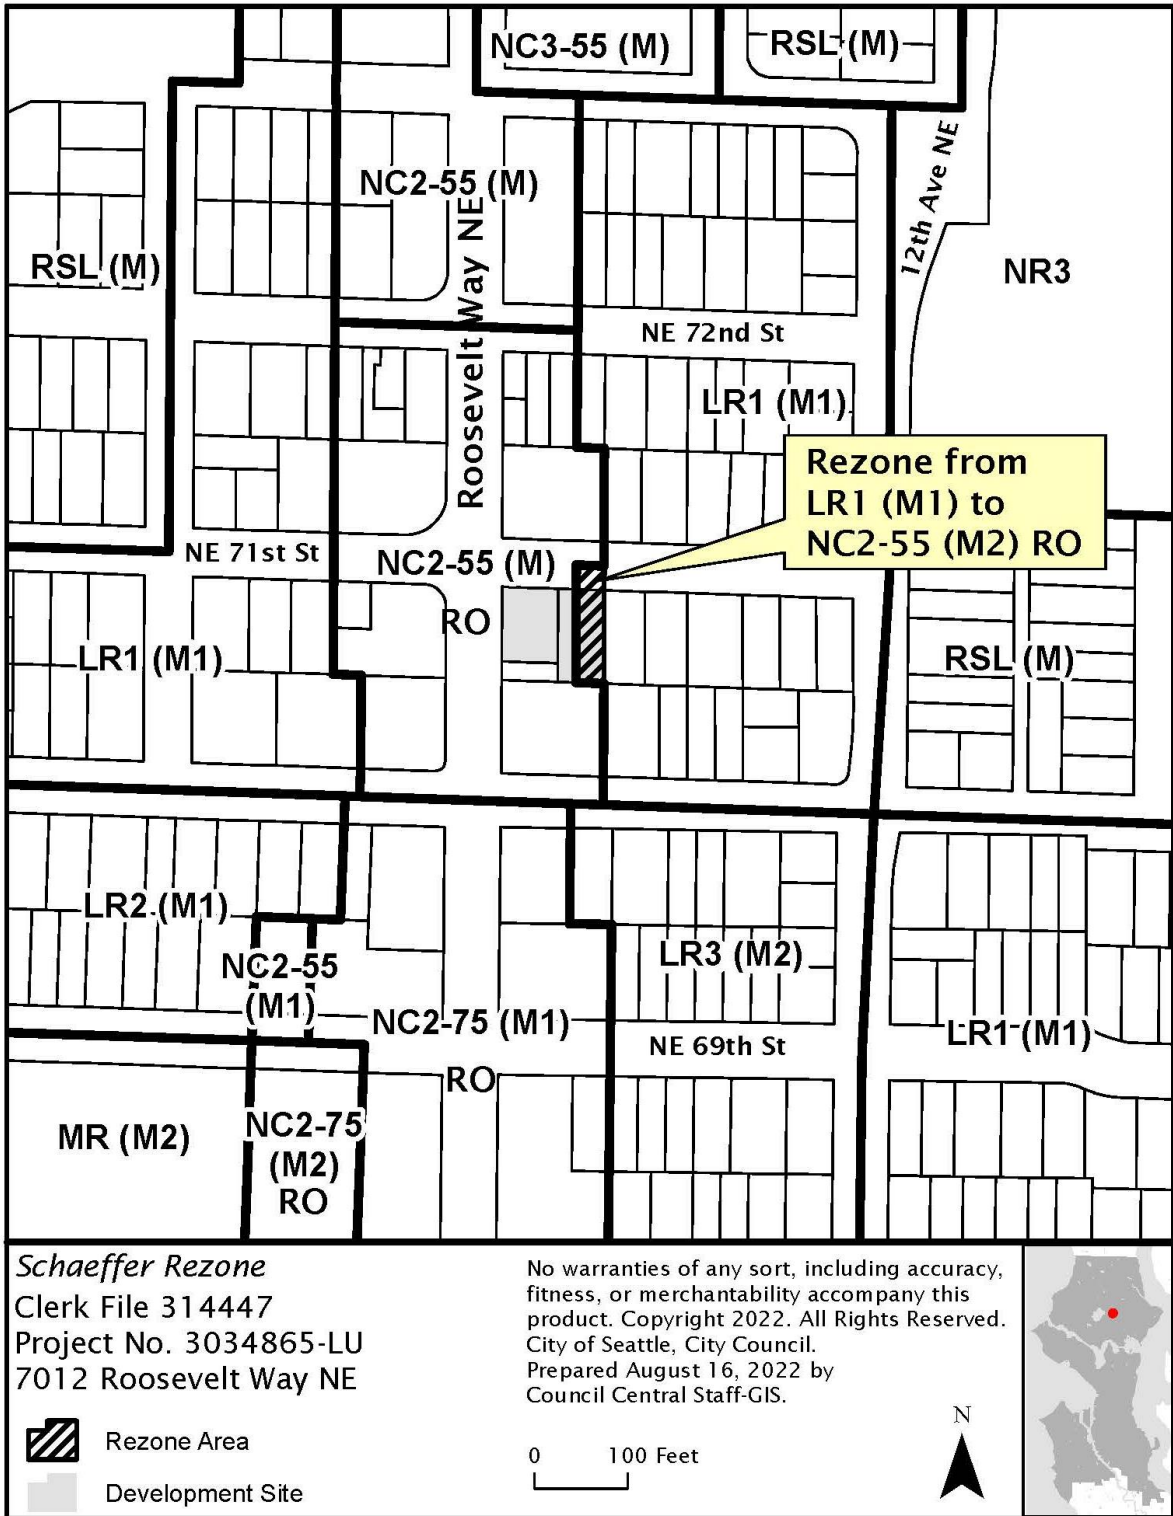 NC3-55 (M)
RSL (M)
NC2-55 (M)
12th Ave NE
RSL (M)
NR3
Roosevelt Way NE
NE 72nd St
LR1 (M1)
Rezone from
LR1 (M1) to
NC2-55 (M2) RO
NE 71st St
NC2-55 (M)
RO
LR1 (M1)
RSL (M)
LR2 (M1)
NC2-55
(M1)
LR3 (M2)
NC2-75 (M1)
RO
NE 69th St
LR1 (M1)
MR (M2)
NC2-75
(M2)
RO
Schaeffer Rezone
Clerk File 314447
Project No. 3034865-LU
7012 Roosevelt Way NE
Rezone Area
Development Site
No warranties of any sort, including accuracy,
fitness, or merchantability accompany this
product. Copyright 2022. All Rights Reserved.
City of Seattle, City Council.
Prepared August 16, 2022 by
Council Central Staff-GIS.
0 100 Feet
N